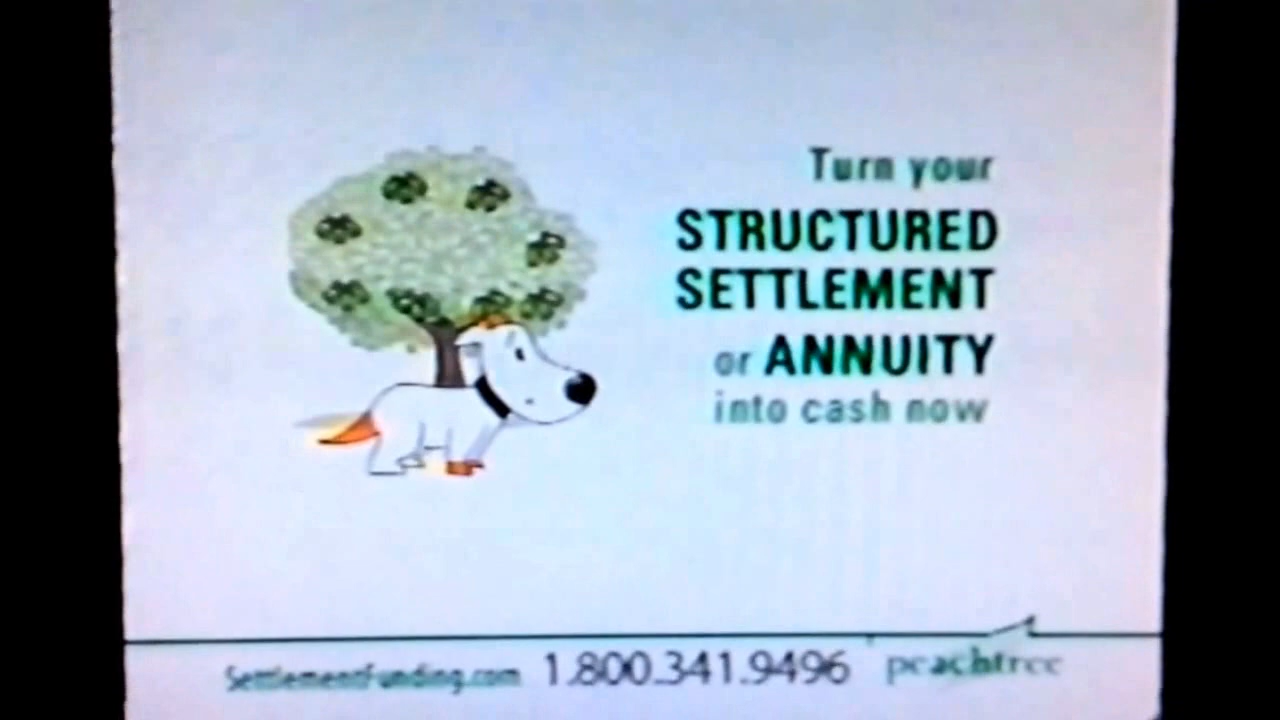 Turn your
STRUCTURED
SETTLEMENT
or ANNUITY
into cash now
SettlementFunding.com 1.800.341.9496 peachtree